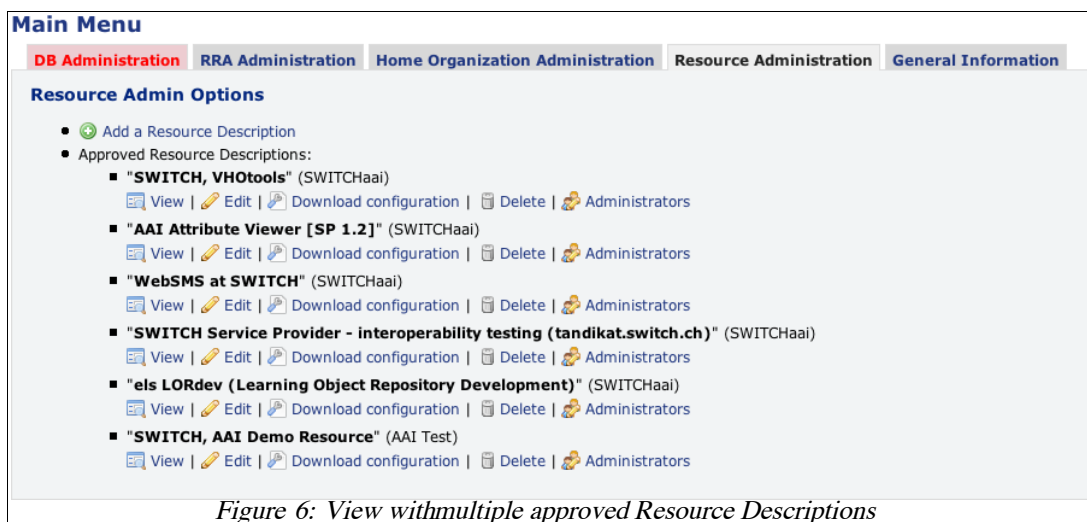 Main Menu
DB Administration RRA Administration Home Organization Administration Resource Administration General Information
Resource Admin Options
Add a Resource Description
Approved Resource Descriptions:
"SWITCH, VHOtools" (SWITCHaai)
View | Edit | Download configuration | Delete | Administrators
"AAI Attribute Viewer [SP 1.2]" (SWITCHaai)
View | Edit | Download configuration | Delete | Administrators
"WebSMS at SWITCH" (SWITCHaai)
View | Edit | Download configuration | Delete | Administrators
"SWITCH Service Provider - interoperability testing (tandikat.switch.ch)" (SWITCHaai)
View | Edit | Download configuration | Delete | Administrators
"els LORdev (Learning Object Repository Development)" (SWITCHaai)
View | Edit | Download configuration | Delete | Administrators
"SWITCH, AAI Demo Resource" (AAI Test)
View | Edit | Download configuration | Delete | Administrators
Figure 6: View withmultiple approved Resource Descriptions